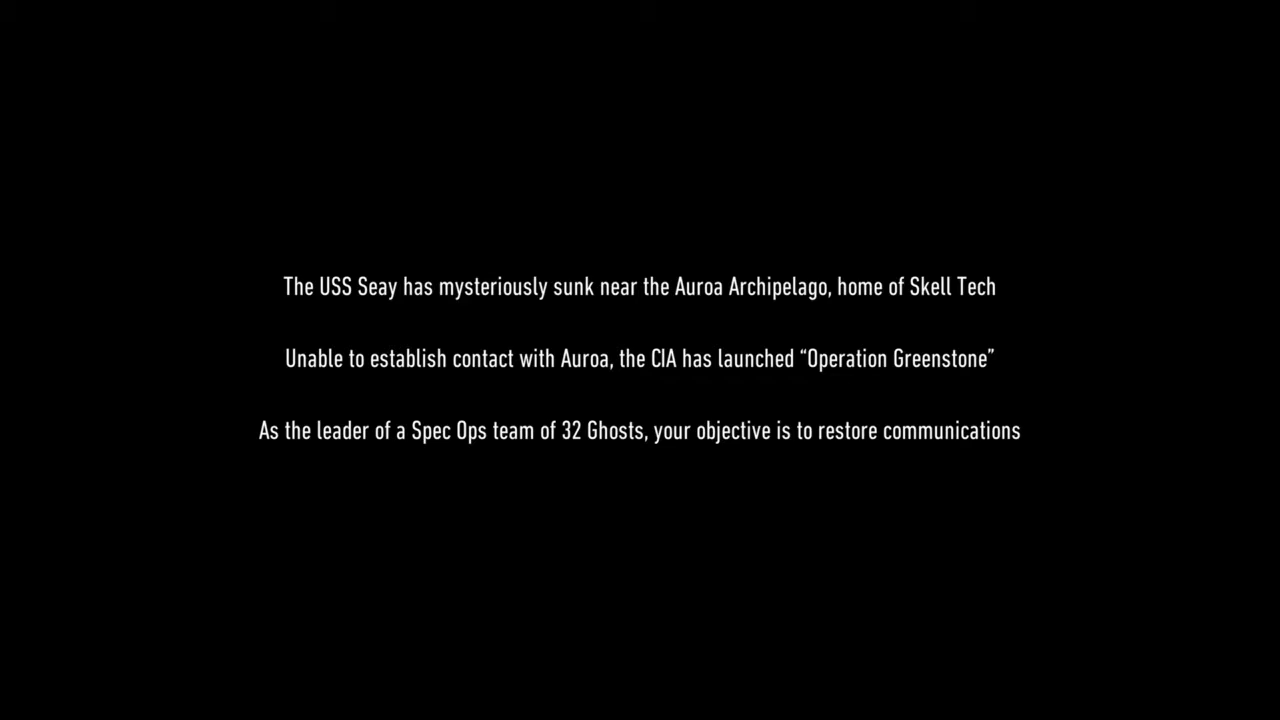 The USS Seay has mysteriously sunk near the Auroa Archipelago, home of Skell Tech
Unable to establish contact with Auroa, the CIA has launched “Operation Greenstone”
As the leader of a Spec Ops team of 32 Ghosts, your objective is to restore communications